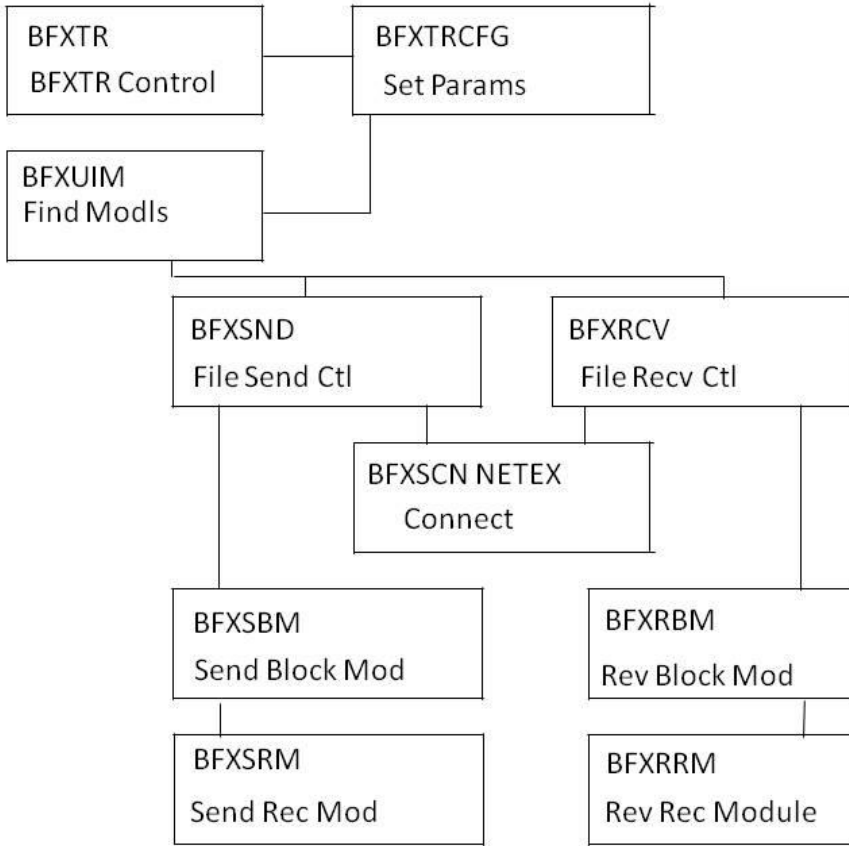 BFXTR
BFXTR Control
BFXTRCFG
Set Params
BFXUIM
Find Modls
BFXSND
File Send Ctl
BFXRCV
File Recv Ctl
BFXSCN NETEX
Connect
BFXSBM
Send Block Mod
BFXRBM
Rev Block Mod
BFXSRM
Send Rec Mod
BFXRRM
Rev Rec Module